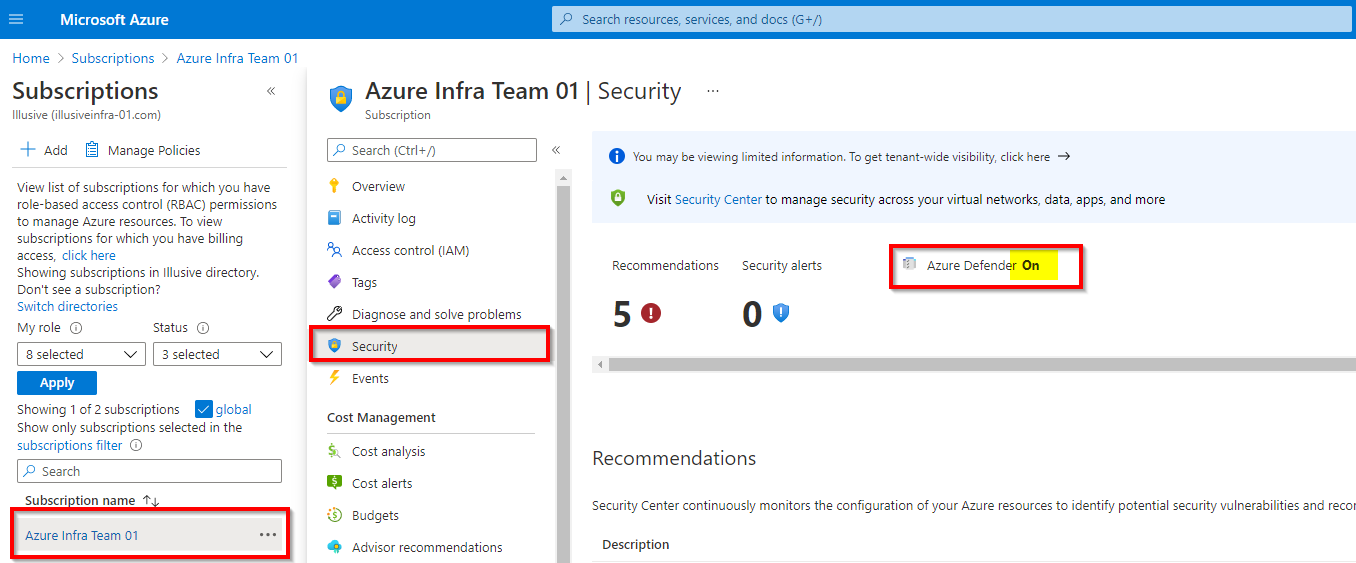 Microsoft Azure
Search resources, services, and docs (G+/)
Home > Subscriptions > Azure Infra Team 01
Subscriptions
Illusive (illusiveinfra-01.com)
Add
Manage Policies
View list of subscriptions for which you have
role-based access control (RBAC) permissions
to manage Azure resources. To view
subscriptions for which you have billing
access, click here
Showing subscriptions in Illusive directory.
Don't see a subscription?
Switch directories
My role
Status
8 selected
3 selected
Apply
Showing 1 of 2 subscriptions
global
Show only subscriptions selected in the
subscriptions filter
Search
Subscription name
Azure Infra Team 01
Azure Infra Team 01 | Security
Subscription
Search (Ctrl+/)
Overview
Activity log
Access control (IAM)
Tags
Diagnose and solve problems
Security
Events
Cost Management
Cost analysis
Cost alerts
Budgets
Advisor recommendations
You may be viewing limited information. To get tenant-wide visibility, click here
Visit Security Center to manage security across your virtual networks, data, apps, and more
Recommendations
5
Security alerts
0
Azure Defender On
Recommendations
Security Center continuously monitors the configuration of your Azure resources to identify potential security vulnerabilities and
Description